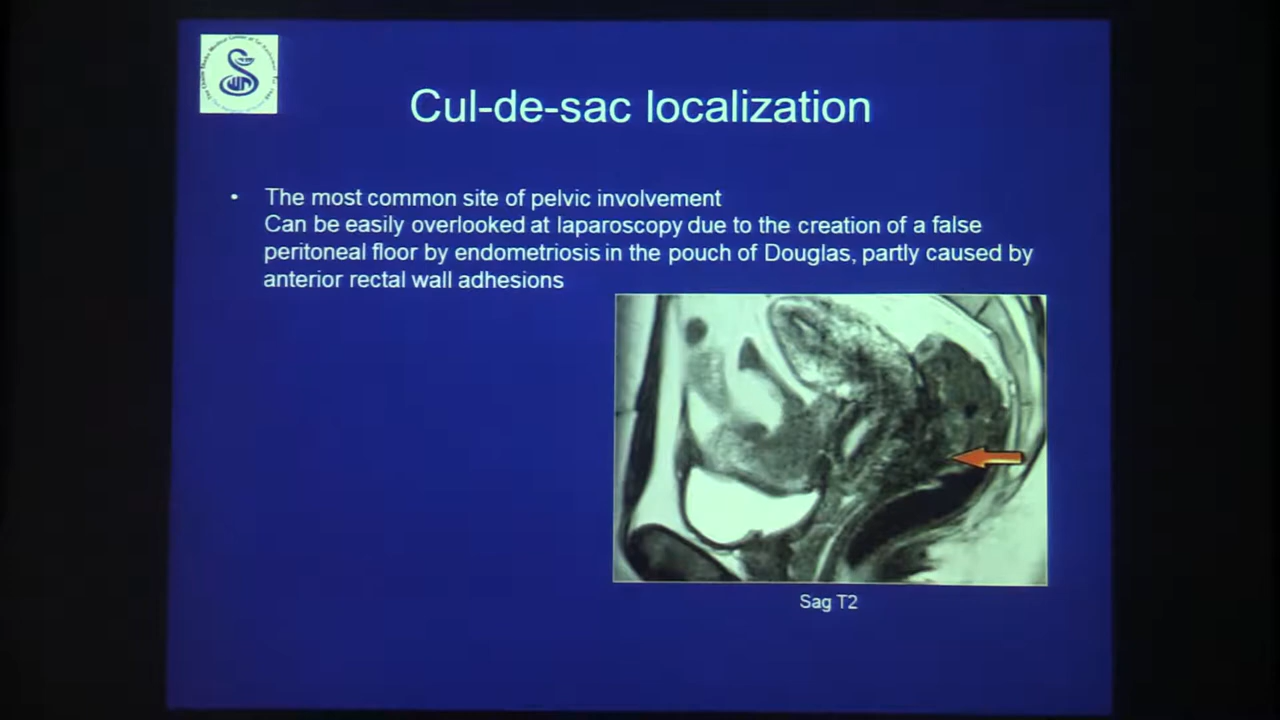 Cul-de-sac localization
• The most common site of pelvic involvement
Can be easily overlooked at laparoscopy due to the creation of a false
peritoneal floor by endometriosis in the pouch of Douglas, partly caused by
anterior rectal wall adhesions
Sag T2